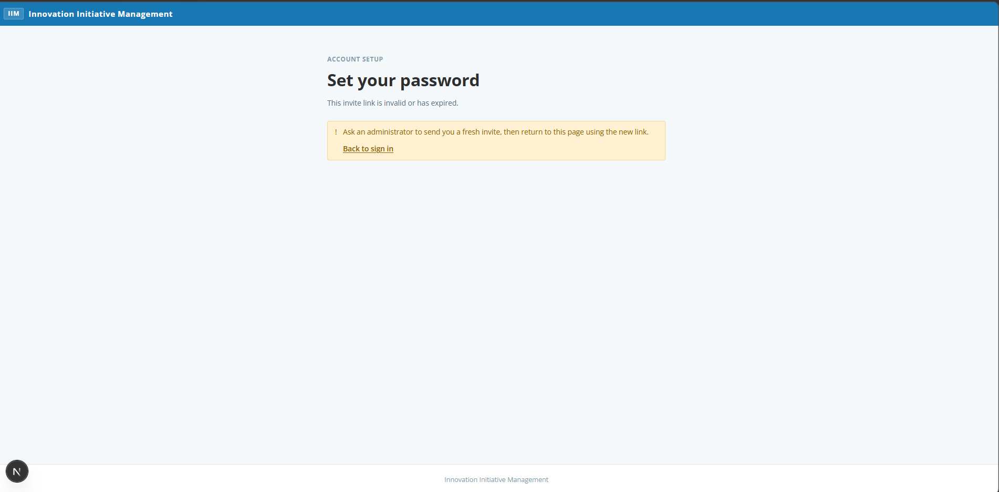 IIM Innovation Initiative Management
ACCOUNT SETUP
Set your password
This invite link is invalid or has expired.
! Ask an administrator to send you a fresh invite, then return to this page using the new link.
Back to sign in
N
Innovation Initiative Management